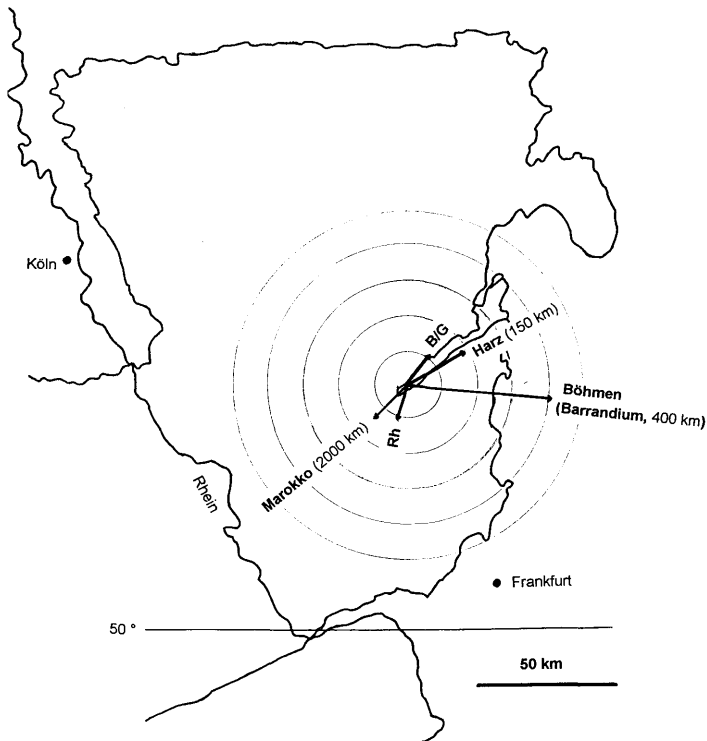 Köln
B/G
Harz (150 km)
Böhmen
(Barrandium, 400 km)
Rh
Marokko (2000 km)
Rhein
Frankfurt
50 °
50 km